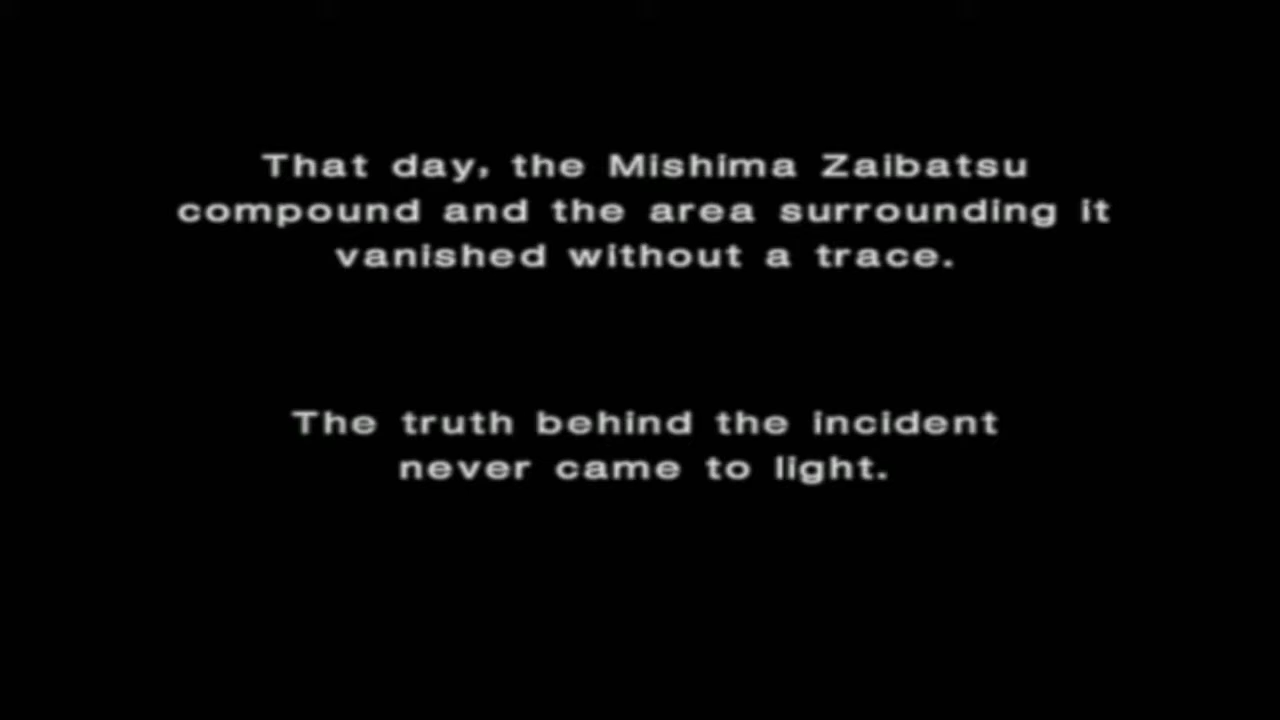 That day, the Mishima Zaibatsu
compound and the area surrounding it
vanished without a trace.
The truth behind the incident
never came to light.